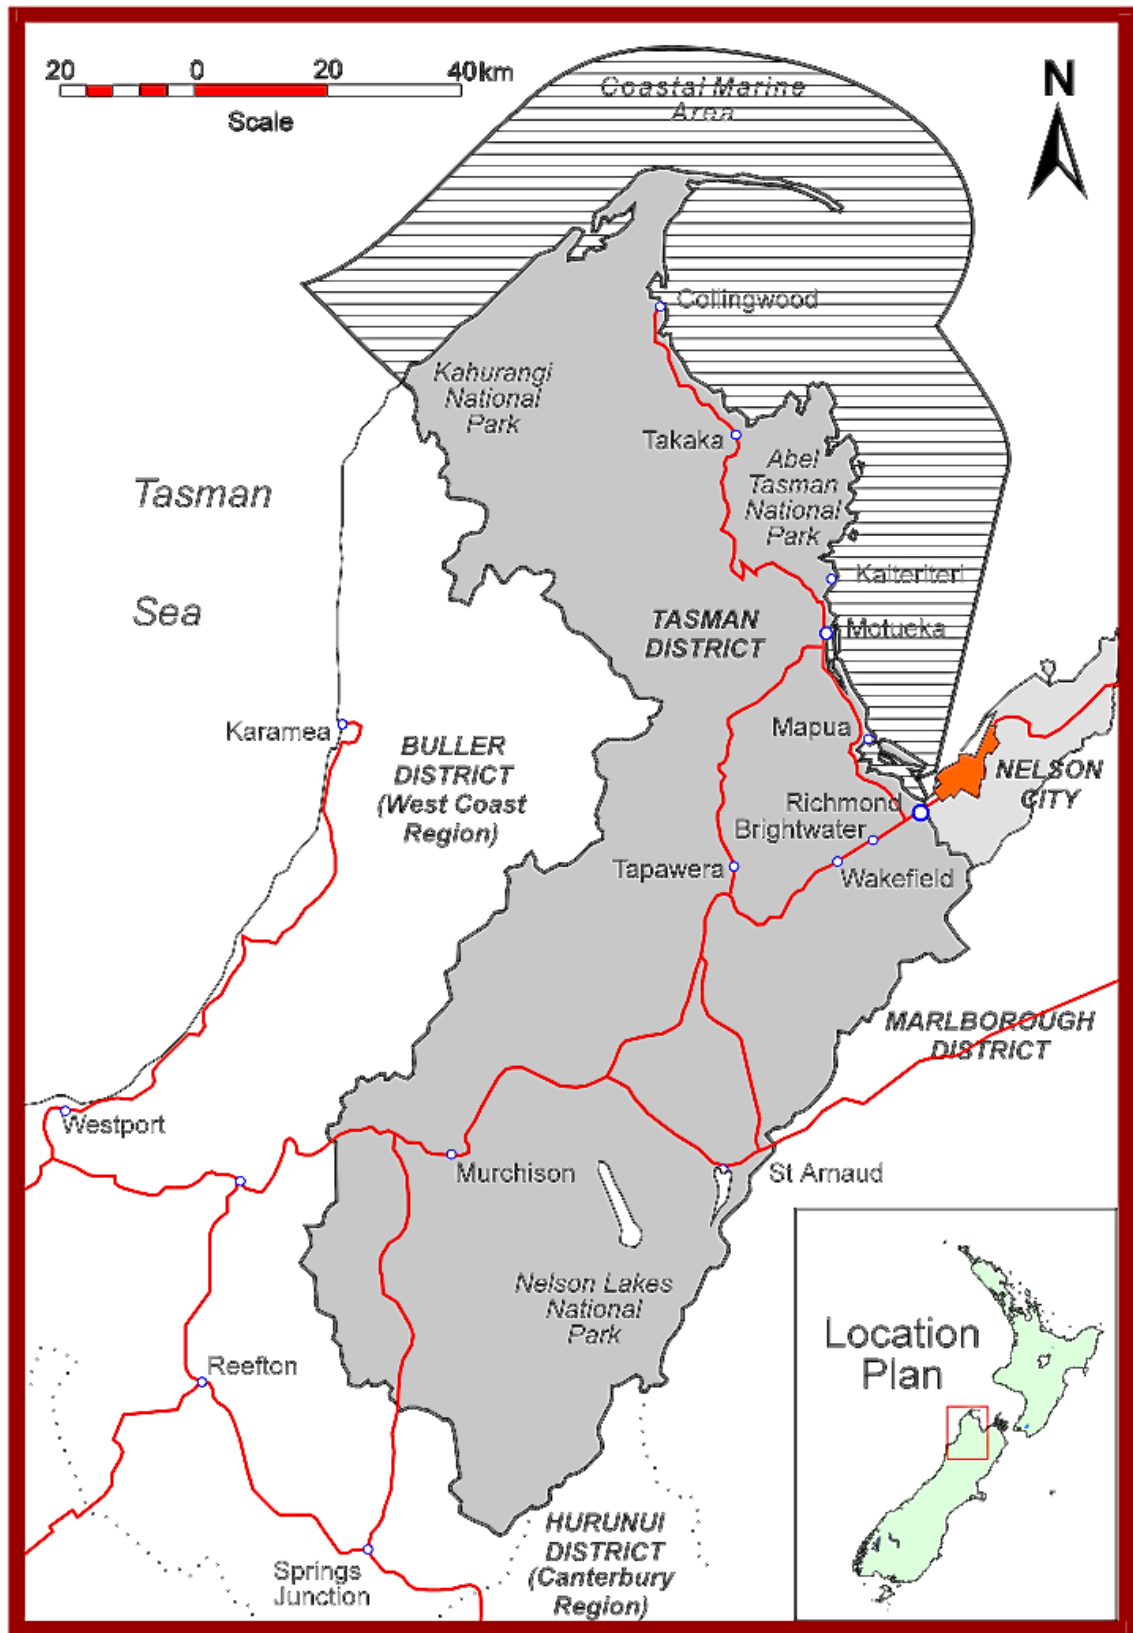 20 0 20 40km
Scale
N
Coastal Marine
Area
Collingwood
Kahurangi
National
Park
Takaka
Abel
Tasman
National
Park
Tasman
Sea
Kaiteriteri
TASMAN
DISTRICT
Motueka
Karamea
Mapua
BULLER
DISTRICT
(West Coast
Region)
NELSON
CITY
Richmond
Brightwater
Tapawera
Wakefield
MARLBOROUGH
DISTRICT
Westport
Murchison
St Arnaud
Nelson Lakes
National
Park
Reefton
Location
Plan
Springs
Junction
HURUNUI
DISTRICT
(Canterbury
Region)